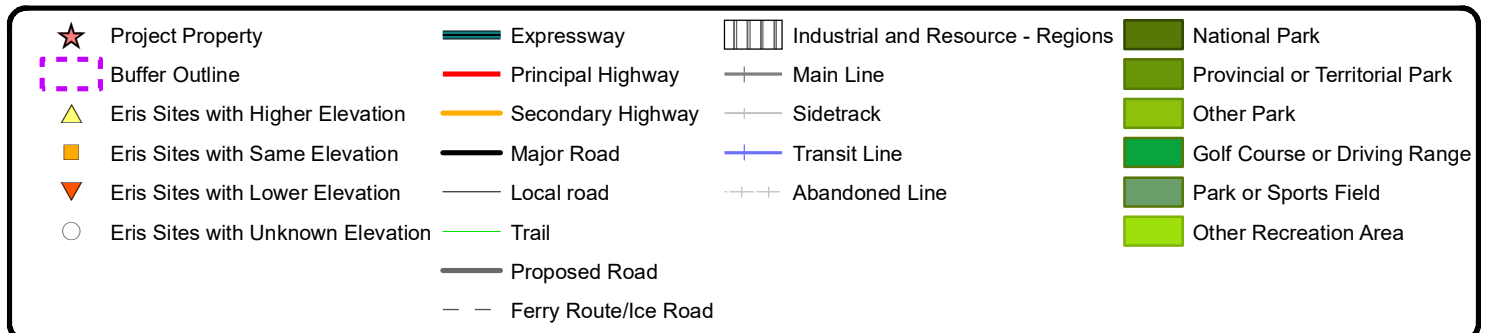 Project Property
Buffer Outline
Eris Sites with Higher Elevation
Eris Sites with Same Elevation
Eris Sites with Lower Elevation
Eris Sites with Unknown Elevation
Expressway
Principal Highway
Secondary Highway
Major Road
Local road
Trail
Proposed Road
Ferry Route/Ice Road
Industrial and Resource - Regions
Main Line
Sidetrack
Transit Line
Abandoned Line
National Park
Provincial or Territorial Park
Other Park
Golf Course or Driving Range
Park or Sports Field
Other Recreation Area